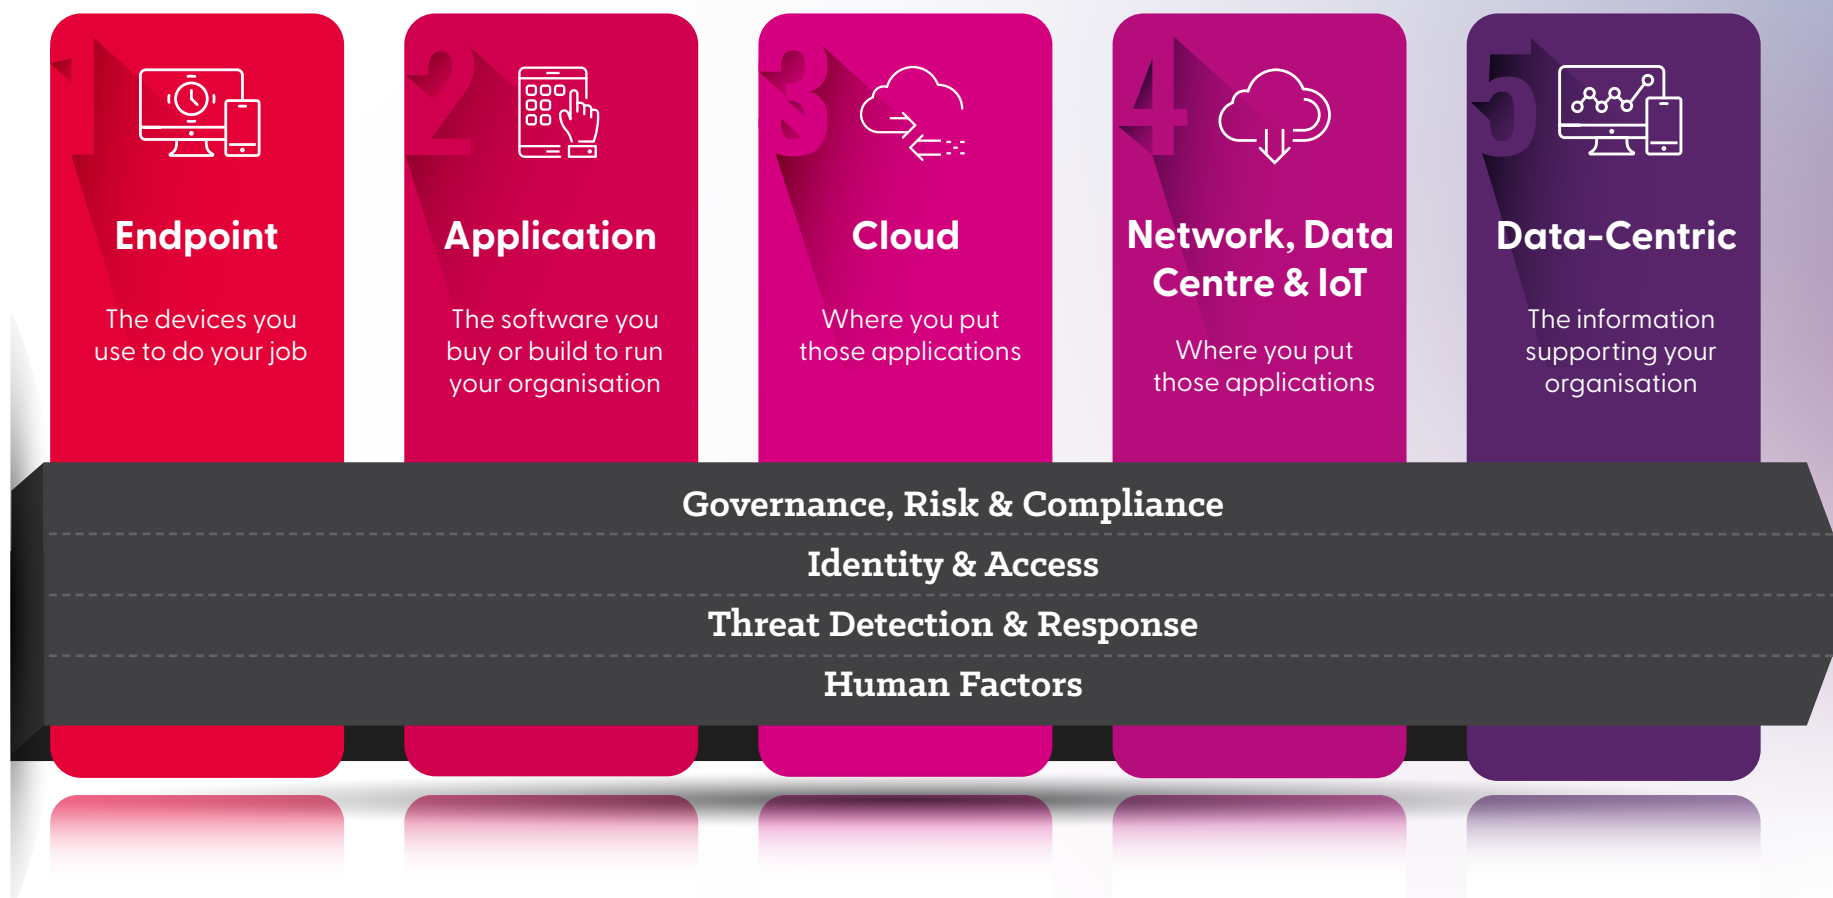 1
Endpoint
The devices you
use to do your job
2
Application
The software you
buy or build to run
your organisation
3
Cloud
Where you put
those applications
4
Network, Data
Centre & IoT
Where you put
those applications
5
Data-Centric
The information
supporting your
organisation
Governance, Risk & Compliance
Identity & Access
Threat Detection & Response
Human Factors